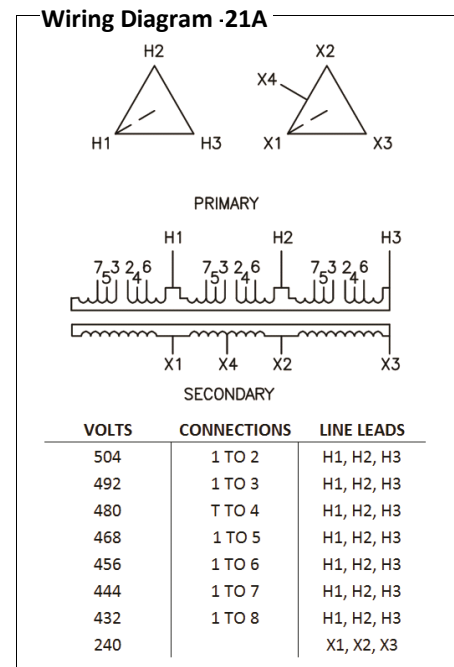 Wiring Diagram -21A
H2 X2
X4
H1 H3 X1 X3
PRIMARY
H1 H2 H3
7 5 3 2 4 6 7 5 3 2 4 6 7 5 3 2 4 6
X1 X4 X2 X3
SECONDARY
VOLTS CONNECTIONS LINE LEADS
504 1 TO 2 H1, H2, H3
492 1 TO 3 H1, H2, H3
480 T TO 4 H1, H2, H3
468 1 TO 5 H1, H2, H3
456 1 TO 6 H1, H2, H3
444 1 TO 7 H1, H2, H3
432 1 TO 8 H1, H2, H3
240 X1, X2, X3